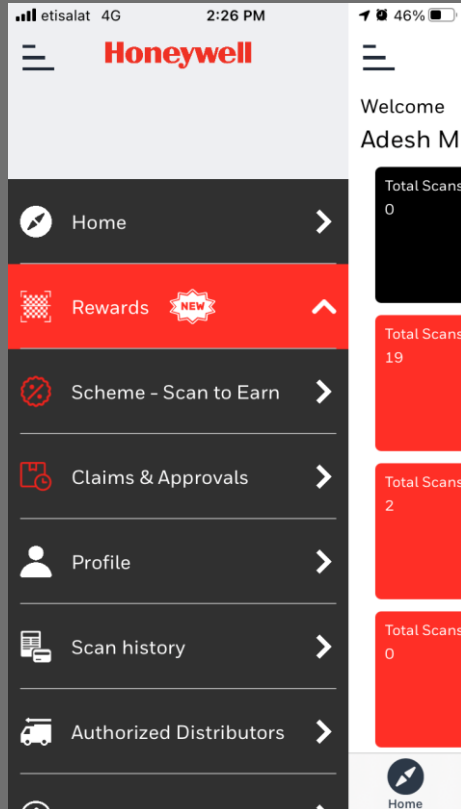 etisalat 4G 2:26 PM 46%
Honeywell
Welcome
Adesh M
Total Scans
0
Home
Rewards NEW
Total Scans
19
Scheme - Scan to Earn
Claims & Approvals
Total Scans
2
Profile
Scan history
Total Scans
0
Authorized Distributors
Home